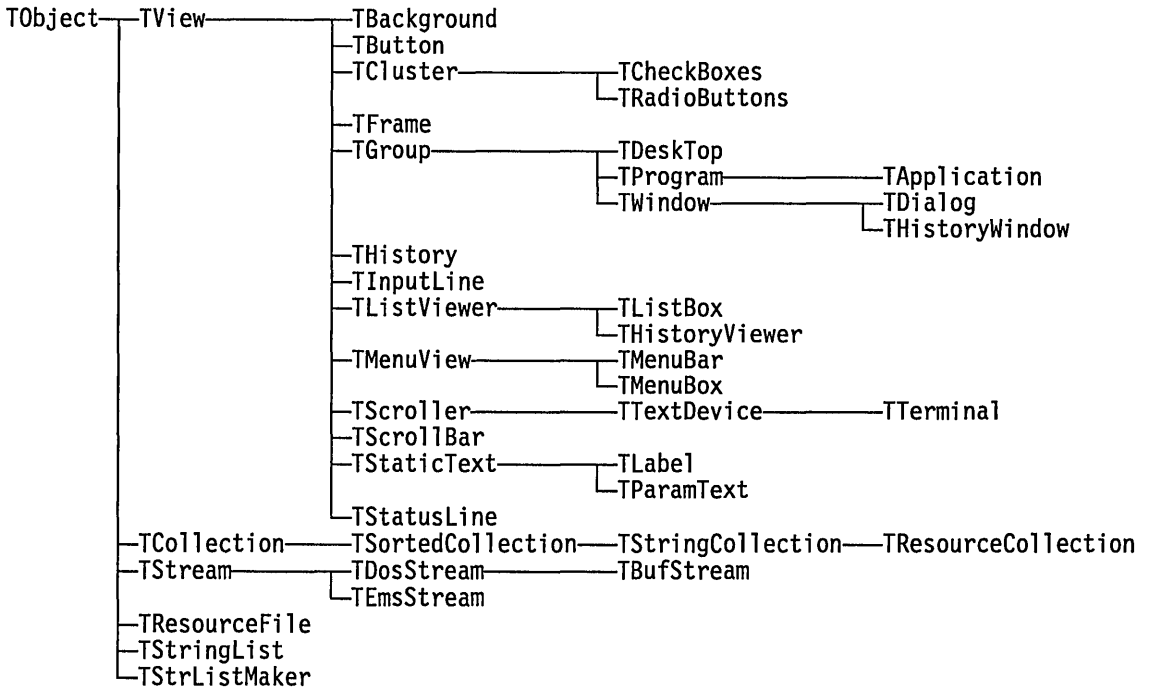 TObject TView TBackground
TButton
TCluster TCheckBoxes
TRadioButtons
TFrame
TGroup TDeskTop
TProgram TApplication
TWindow TDialog
THistoryWindow
THistory
TInputLine
TListViewer TListBox
THistoryViewer
TMenuView TMenuBar
TMenuBox
TScroller TTextDevice TTerminal
TScrollBar
TStaticText TLabel
TParamText
TStatusLine
TCollection TSortedCollection TStringCollection TResourceCollection
TStream TDosStream TBufStream
TEmsStream
TResourceFile
TStringList
TStrListMaker